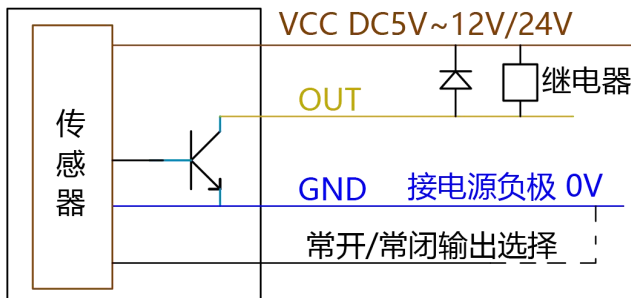 VCC DC5V~12V/24V
继电器
OUT
传感器
GND 接电源负极 0V
常开/常闭输出选择